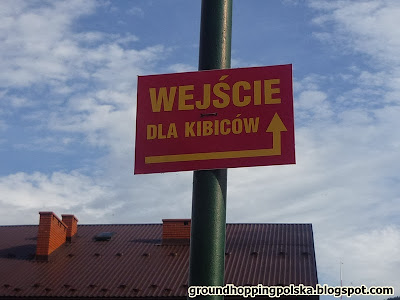 WEJŚCIE
DLA KIBICÓW
groundhoppingpolska.blogspot.com